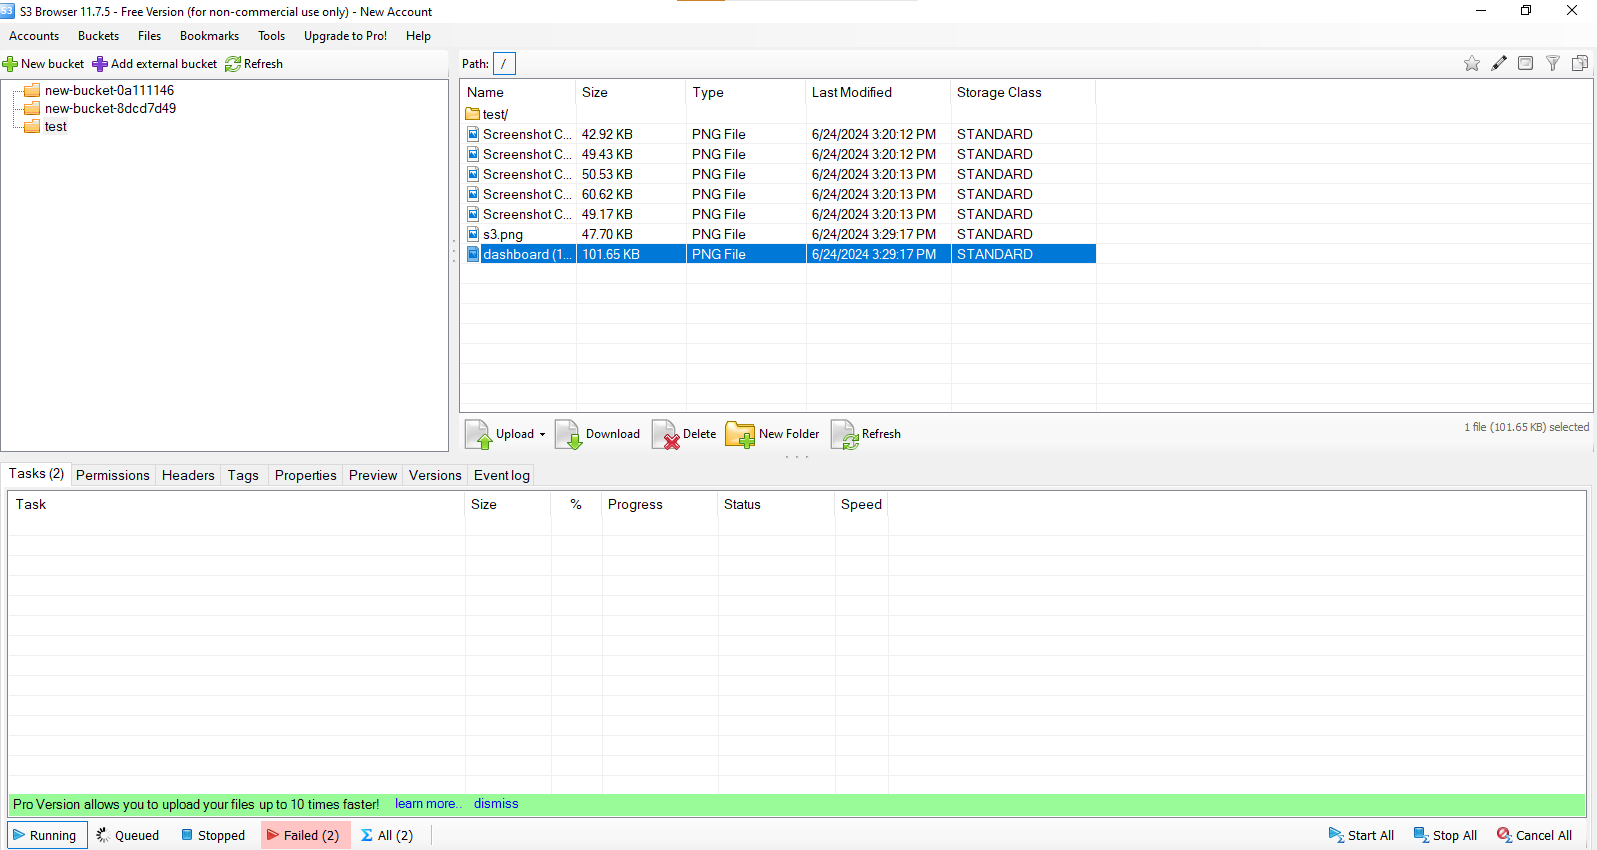 S3 Browser 11.7.5 - Free Version (for non-commercial use only) - New Account
Accounts Buckets Files Bookmarks Tools Upgrade to Pro! Help
New bucket Add external bucket Refresh
new-bucket-0a111146
new-bucket-8dcd7d49
test
Path: /
Name Size Type Last Modified Storage Class
test/
Screenshot C... 42.92 KB PNG File 6/24/2024 3:20:12 PM STANDARD
Screenshot C... 49.43 KB PNG File 6/24/2024 3:20:12 PM STANDARD
Screenshot C... 50.53 KB PNG File 6/24/2024 3:20:13 PM STANDARD
Screenshot C... 60.62 KB PNG File 6/24/2024 3:20:13 PM STANDARD
Screenshot C... 49.17 KB PNG File 6/24/2024 3:20:13 PM STANDARD
s3.png 47.70 KB PNG File 6/24/2024 3:29:17 PM STANDARD
dashboard (1... 101.65 KB PNG File 6/24/2024 3:29:17 PM STANDARD
Upload Download Delete New Folder Refresh
1 file (101.65 KB) selected
Tasks (2) Permissions Headers Tags Properties Preview Versions Event log
Task Size % Progress Status Speed
Pro Version allows you to upload your files up to 10 times faster! learn more.. dismiss
Running Queued Stopped Failed (2) All (2) Start All Stop All Cancel All